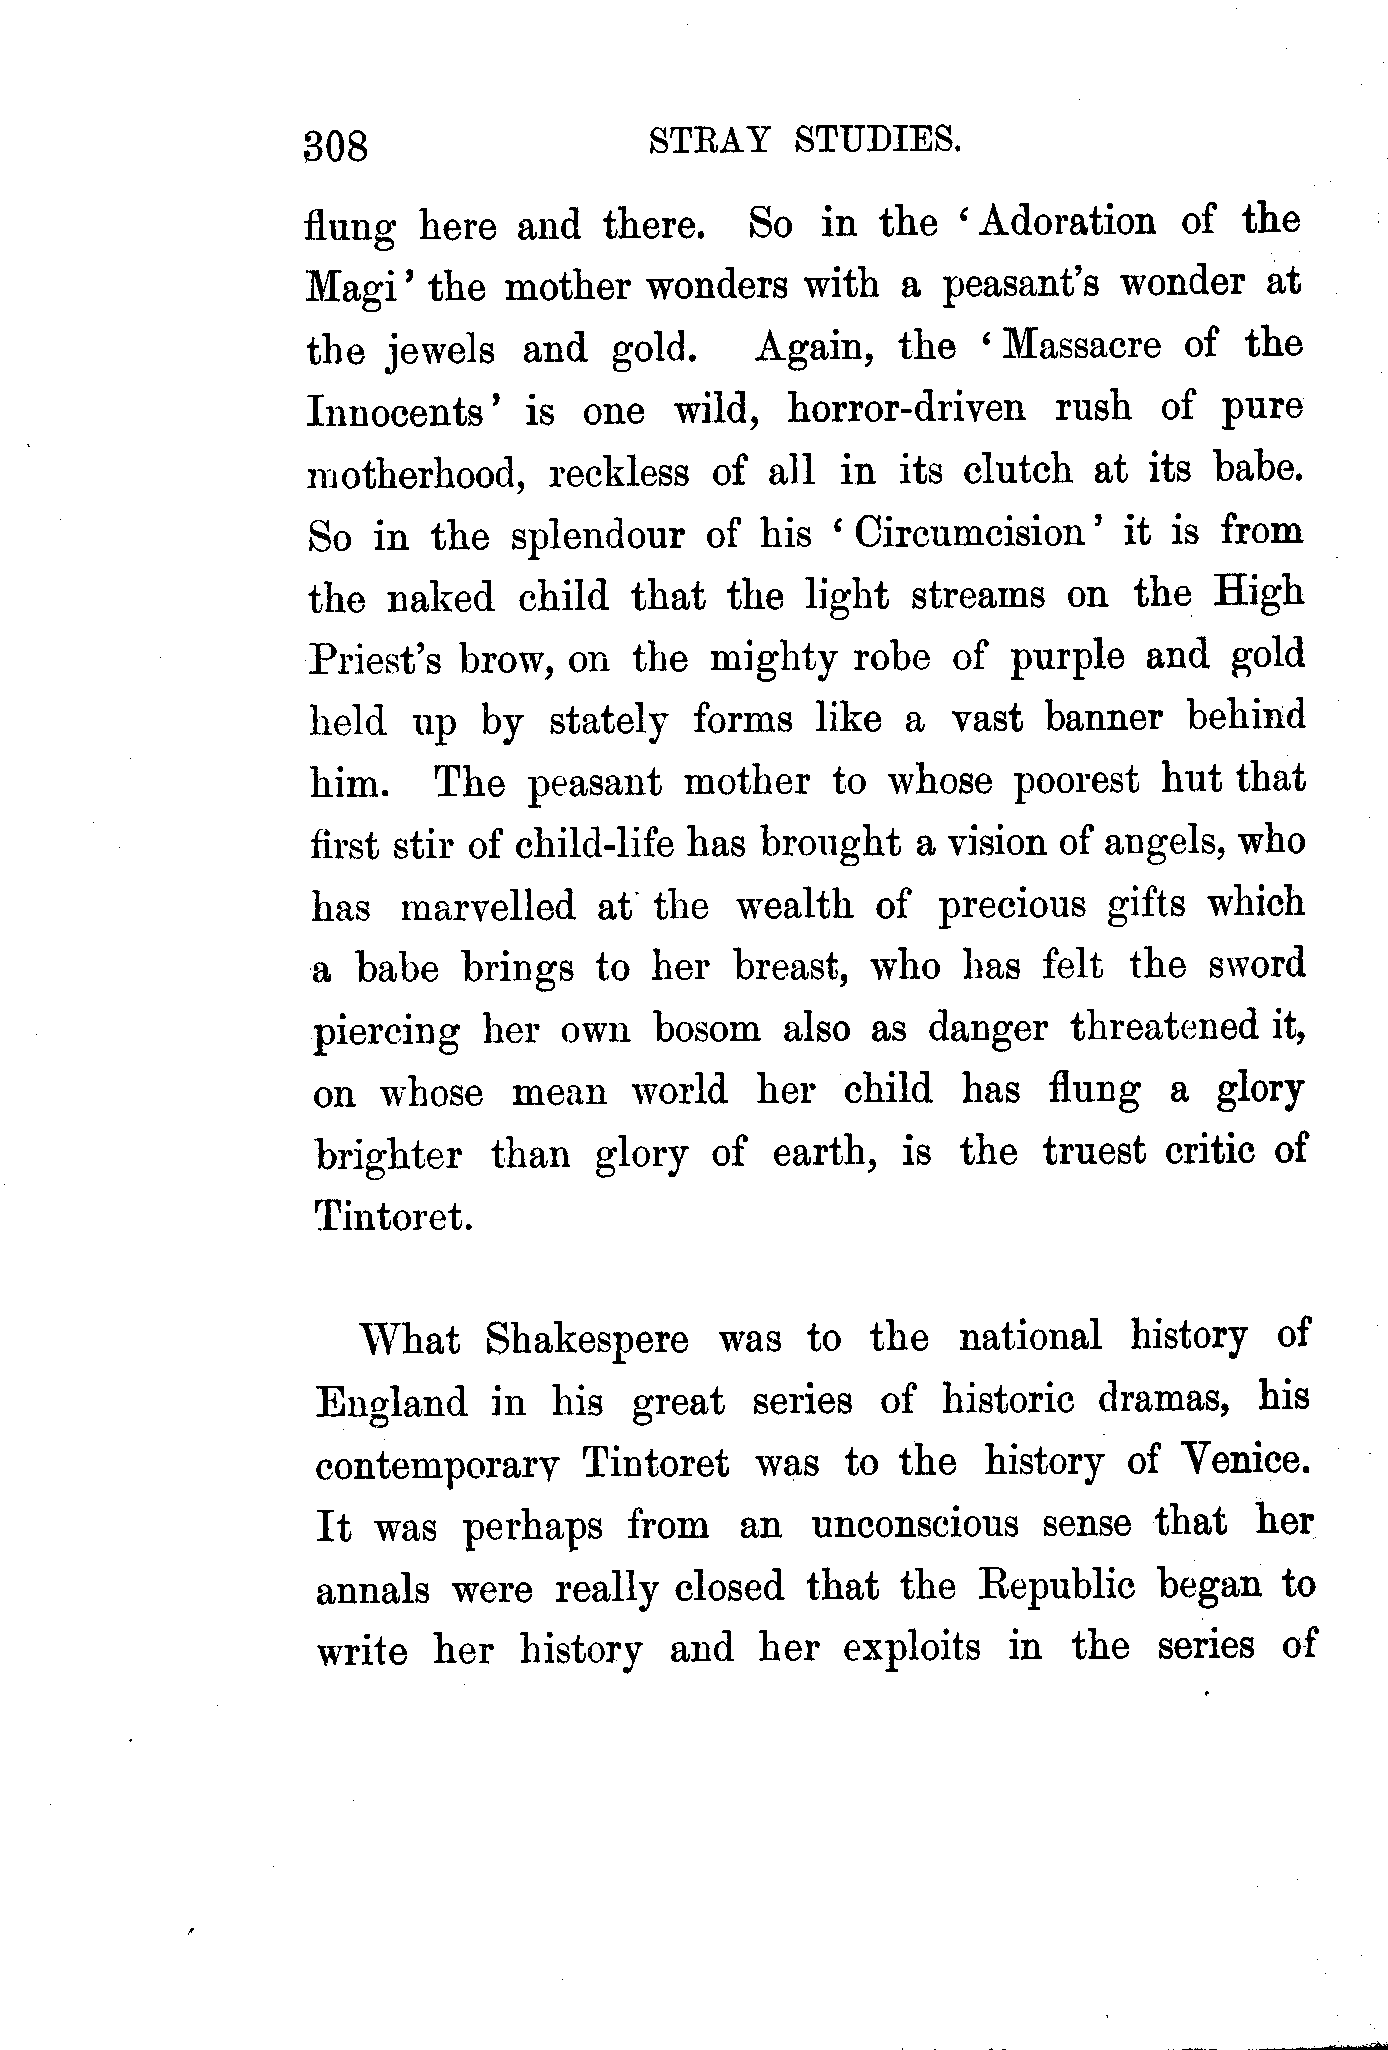 308 STRAY STUDIES.
flung here and there. So in the ‘Adoration of the
Magi’ the mother wonders with a peasant’s wonder at
the jewels and gold. Again, the ‘Massacre of the
Innocents’ is one wild, horror-driven rush of pure
motherhood, reckless of all in its clutch at its babe.
So in the splendour of his ‘Circumcision’ it is from
the naked child that the light streams on the High
Priest’s brow, on the mighty robe of purple and gold
held up by stately forms like a vast banner behind
him. The peasant mother to whose poorest hut that
first stir of child-life has brought a vision of angels, who
has marvelled at the wealth of precious gifts which
a babe brings to her breast, who has felt the sword
piercing her own bosom also as danger threatened it,
on whose mean world her child has flung a glory
brighter than glory of earth, is the truest critic of
Tintoret.
What Shakespere was to the national history of
England in his great series of historic dramas, his
contemporary Tintoret was to the history of Venice.
It was perhaps from an unconscious sense that her
annals were really closed that the Republic began to
write her history and her exploits in the series of